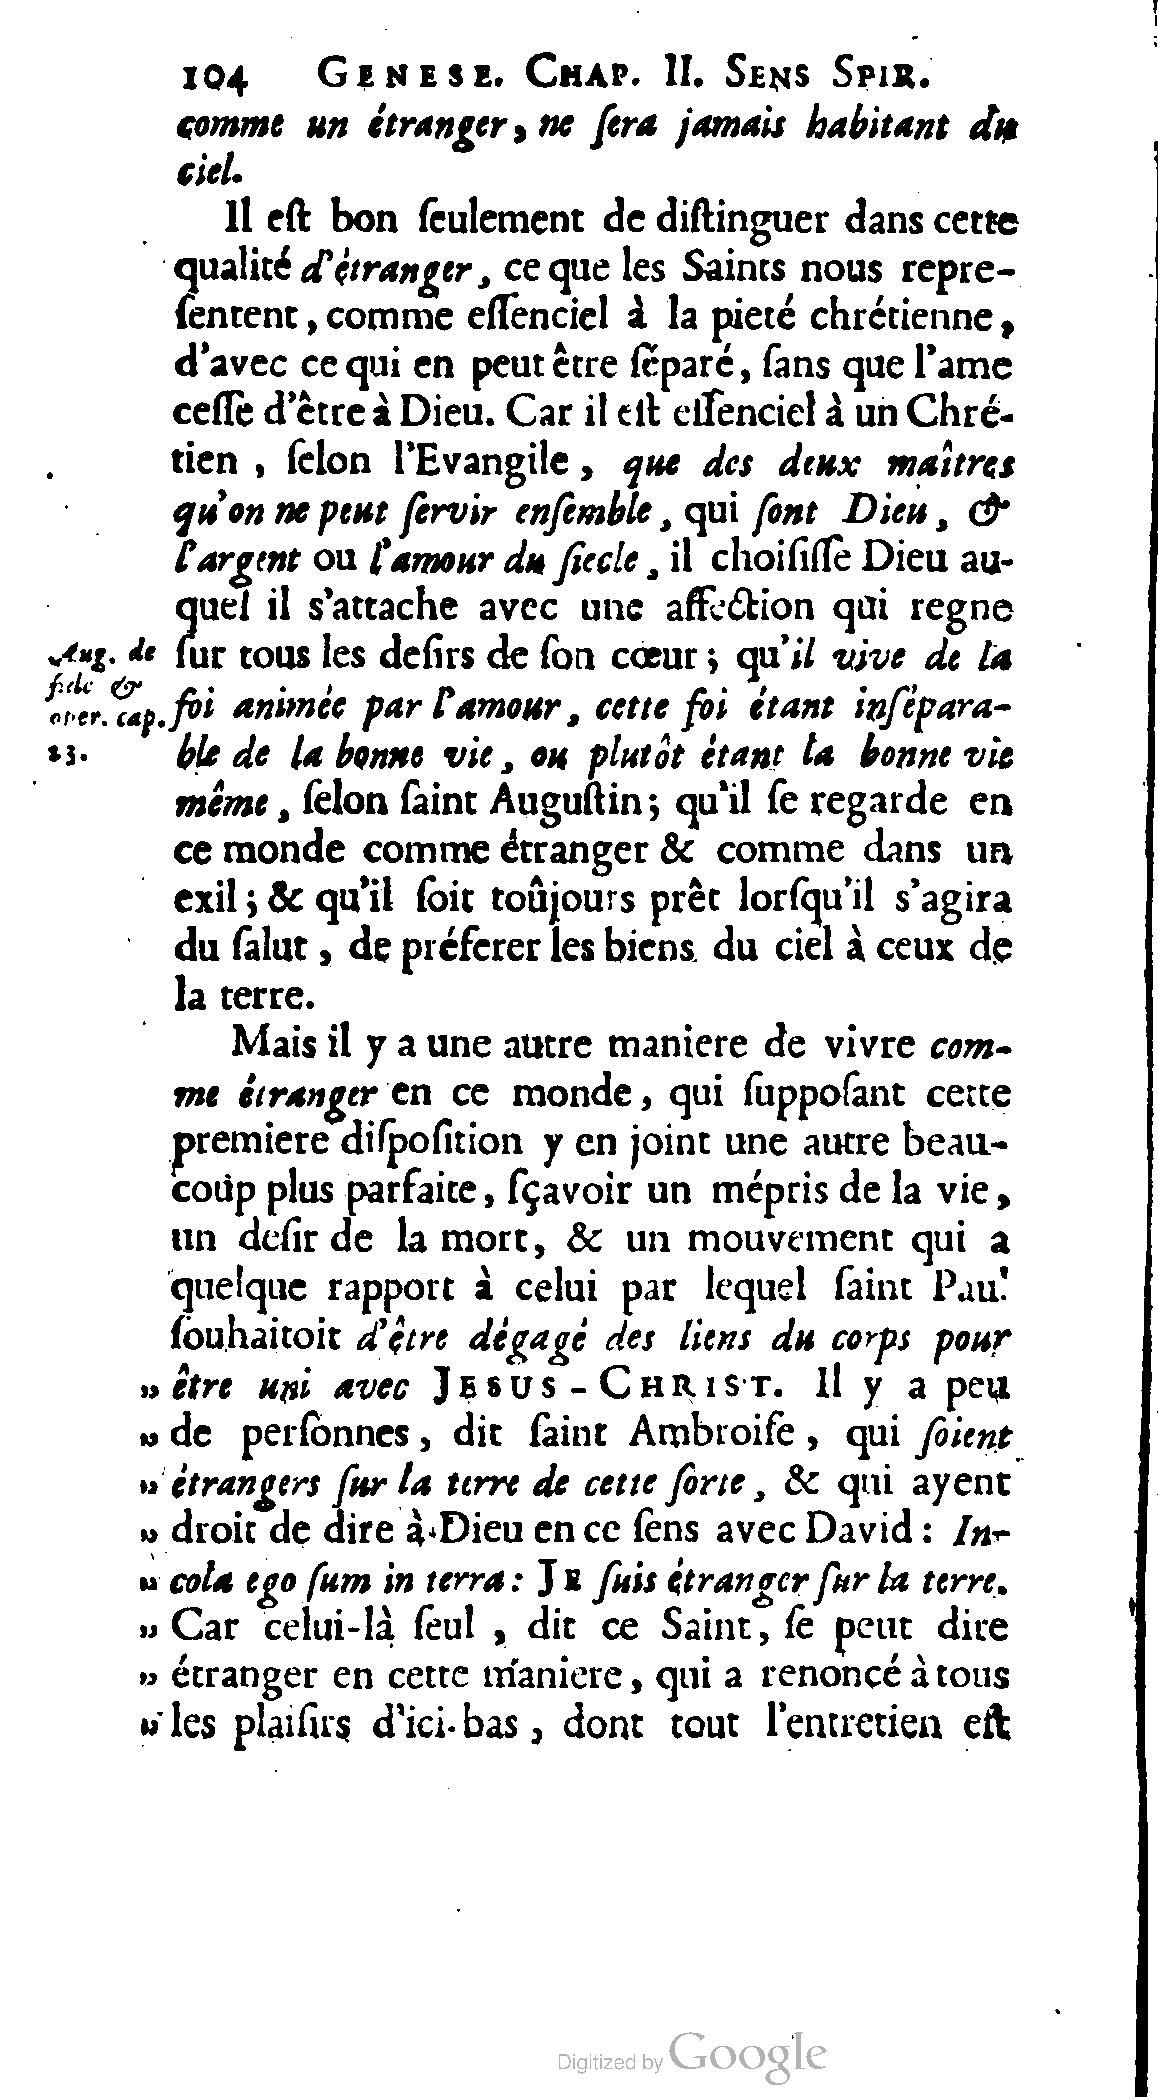 104 GENESE. CHAP. II. SENS SPIR.
comme un étranger, ne ſera jamais habitant du
ciel.
Il eſt bon ſeulement de diſtinguer dans cette
qualité d'étranger, ce que les Saints nous repre-
ſentent, comme eſſenciel à la pieté chrétienne,
d'avec ce qui en peut être ſéparé, ſans que l'ame
ceſſe d'être à Dieu. Car il eſt eſſenciel à un Chré-
tien, ſelon l'Evangile, que des deux maîtres
qu'on ne peut ſervir enſemble, qui ſont Dieu, &
l'argent ou l'amour du ſiecle, il choiſiſſe Dieu au-
quel il s'attache avec une affection qui regne
ſur tous les deſirs de ſon cœur; qu'il vive de la
foi animée par l'amour, cette foi étant inſépara-
ble de la bonne vie, ou plutôt étant la bonne vie
même, ſelon ſaint Auguſtin; qu'il ſe regarde en
ce monde comme étranger & comme dans un
exil; & qu'il ſoit toûjours prêt lorſqu'il s'agira
du ſalut, de préferer les biens du ciel à ceux de
la terre.
Aug. de
fide &
oper. cap.
23.
Mais il y a une autre maniere de vivre com-
me étranger en ce monde, qui ſuppoſant cette
premiere diſpoſition y en joint une autre beau-
coup plus parfaite, ſçavoir un mépris de la vie,
un deſir de la mort, & un mouvement qui a
quelque rapport à celui par lequel ſaint Paul
ſouhaitoit d'être dégagé des liens du corps pour
„ être uni avec JESUS-CHRIST. Il y a peu
„ de perſonnes, dit ſaint Ambroiſe, qui ſoient
„ étrangers ſur la terre de cette ſorte, & qui ayent
„ droit de dire à Dieu en ce ſens avec David: In-
„ cola ego ſum in terra: JE ſuis étranger ſur la terre.
„ Car celui-là ſeul, dit ce Saint, ſe peut dire
„ étranger en cette maniere, qui a renoncé à tous
„ les plaiſirs d'ici-bas, dont tout l'entretien eſt
Digitized by Google